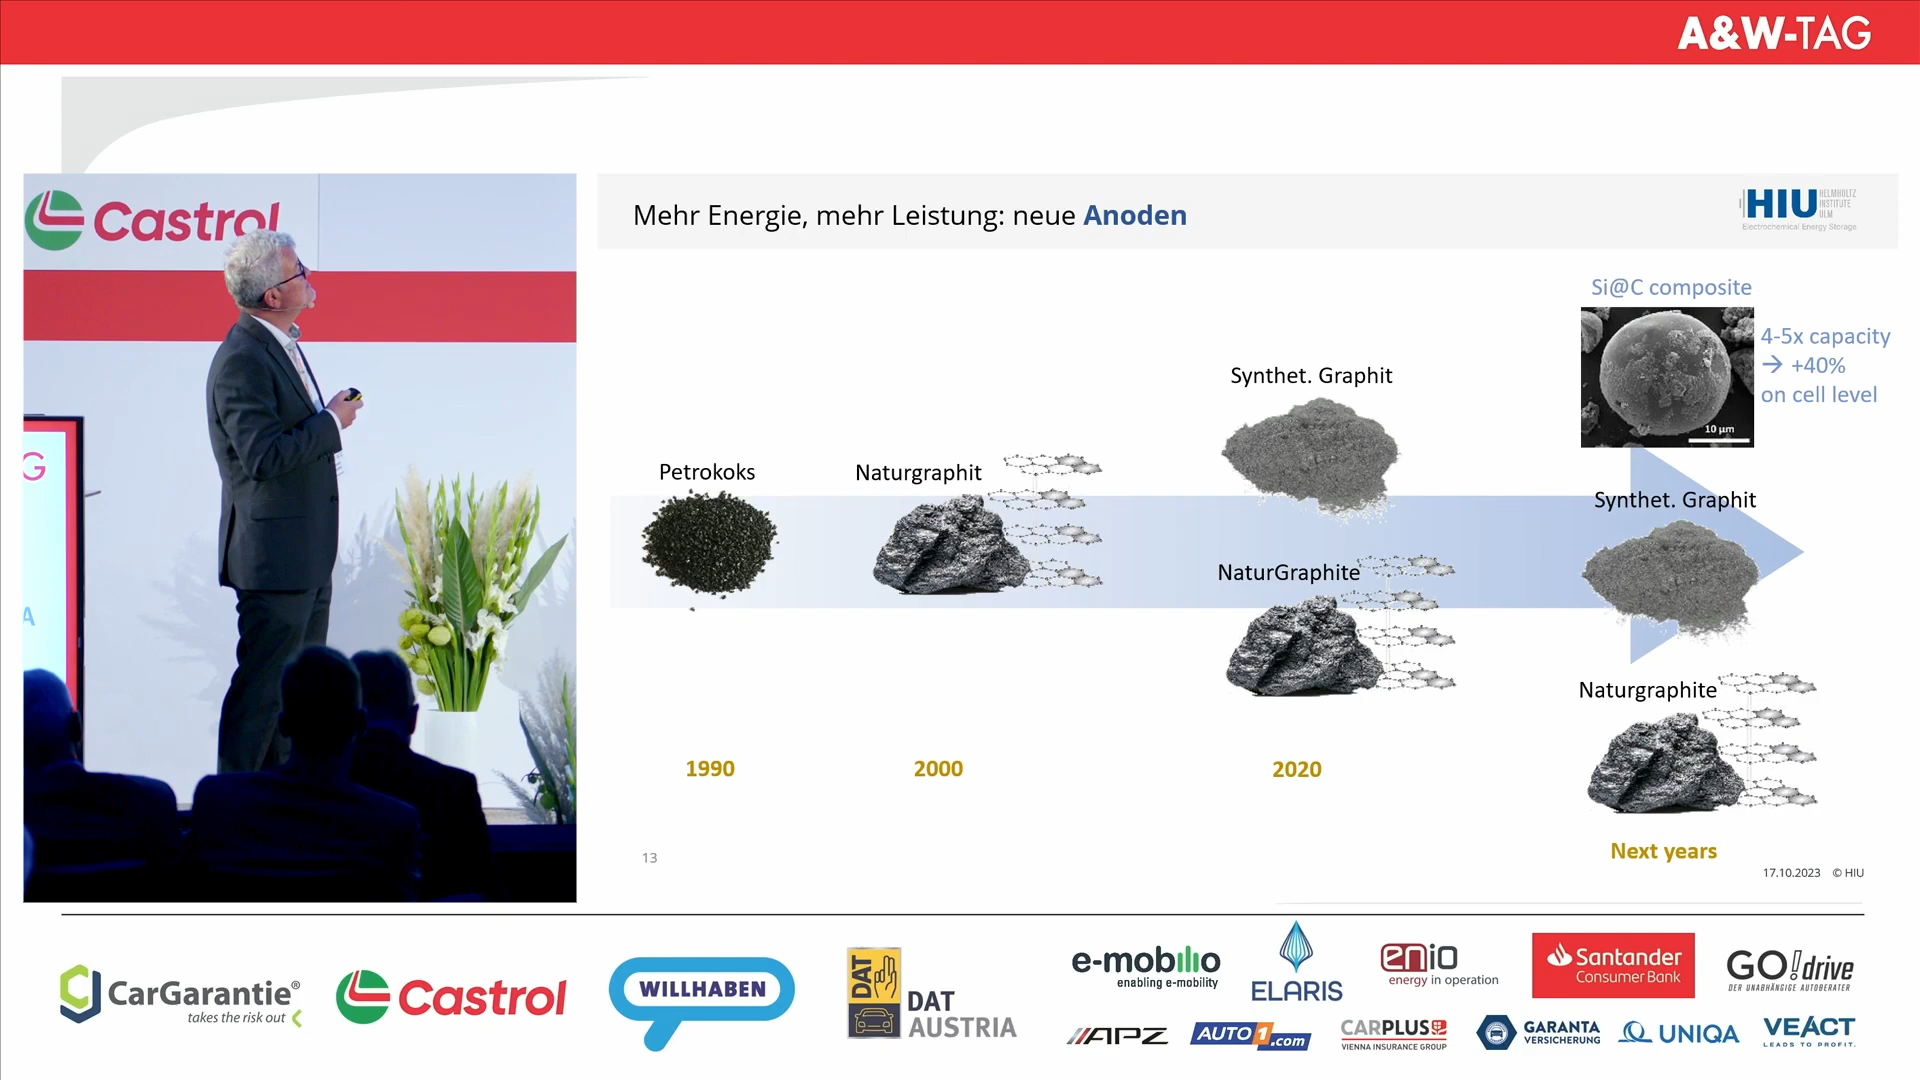 A&W-TAG
Castrol
G
A
Mehr Energie, mehr Leistung: neue Anoden
HIU
HELMHOLTZ
INSTITUTE
ULM
Electrochemical Energy Storage
Si@C composite
4-5x capacity
→ +40%
on cell level
10 µm
Synthet. Graphit
Petrokoks
Naturgraphit
Synthet. Graphit
NaturGraphite
Naturgraphite
1990
2000
2020
Next years
13
17.10.2023 © HIU
CarGarantie®
takes the risk out
Castrol
WILLHABEN
DAT
DAT
AUSTRIA
e-mobilio
enabling e-mobility
ELARIS
enio
energy in operation
Santander
Consumer Bank
GO!drive
DER UNABHÄNGIGE AUTOBERATER
APZ
AUTO1.com
CARPLUS
VIENNA INSURANCE GROUP
GARANTA
VERSICHERUNG
UNIQA
VEACT
LEADS TO PROFIT.